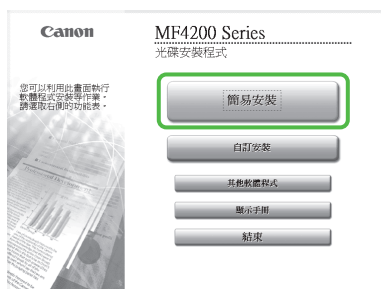 Canon
MF4200 Series
光碟安裝程式
您可以利用此畫面執行
軟體程式安裝等作業。
請選取右側的功能表。
簡易安裝
自訂安裝
其他軟體程式
顯示手冊
結束